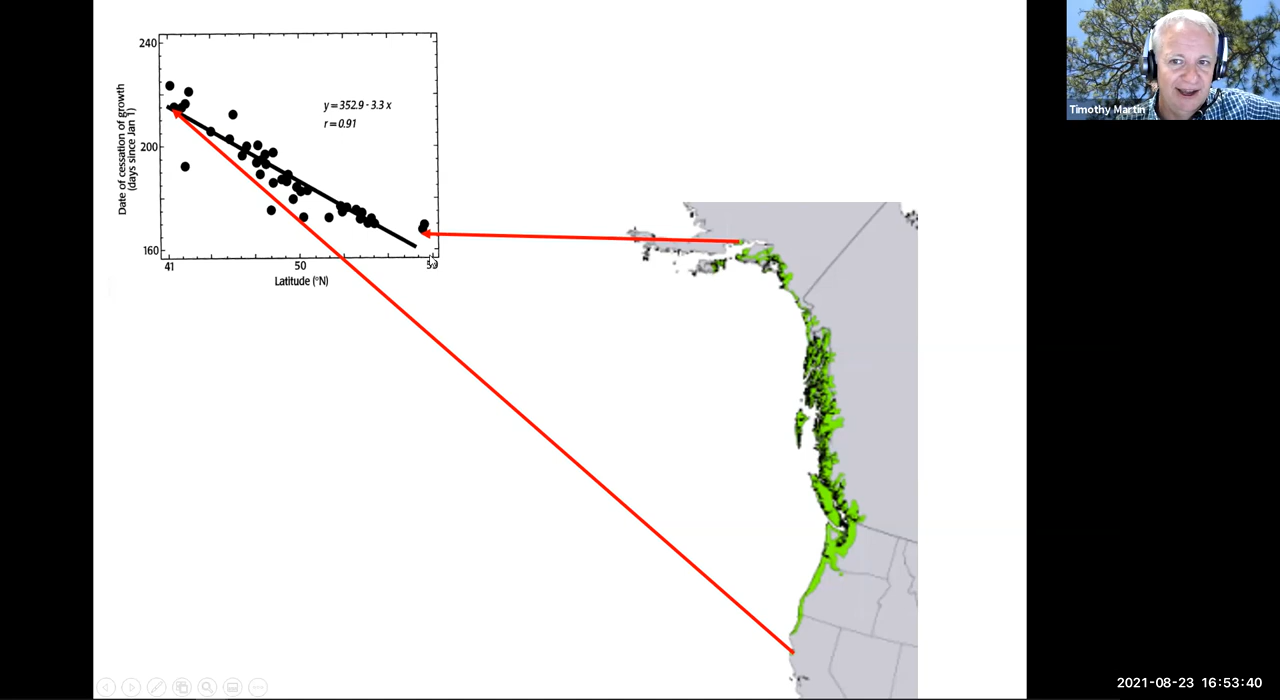 240
200
160
Date of cessation of growth
(days since Jan 1)
y = 352.9 - 3.3 x
r = 0.91
41
50
59
Latitude (°N)
Timothy Martin
2021-08-23 16:53:40